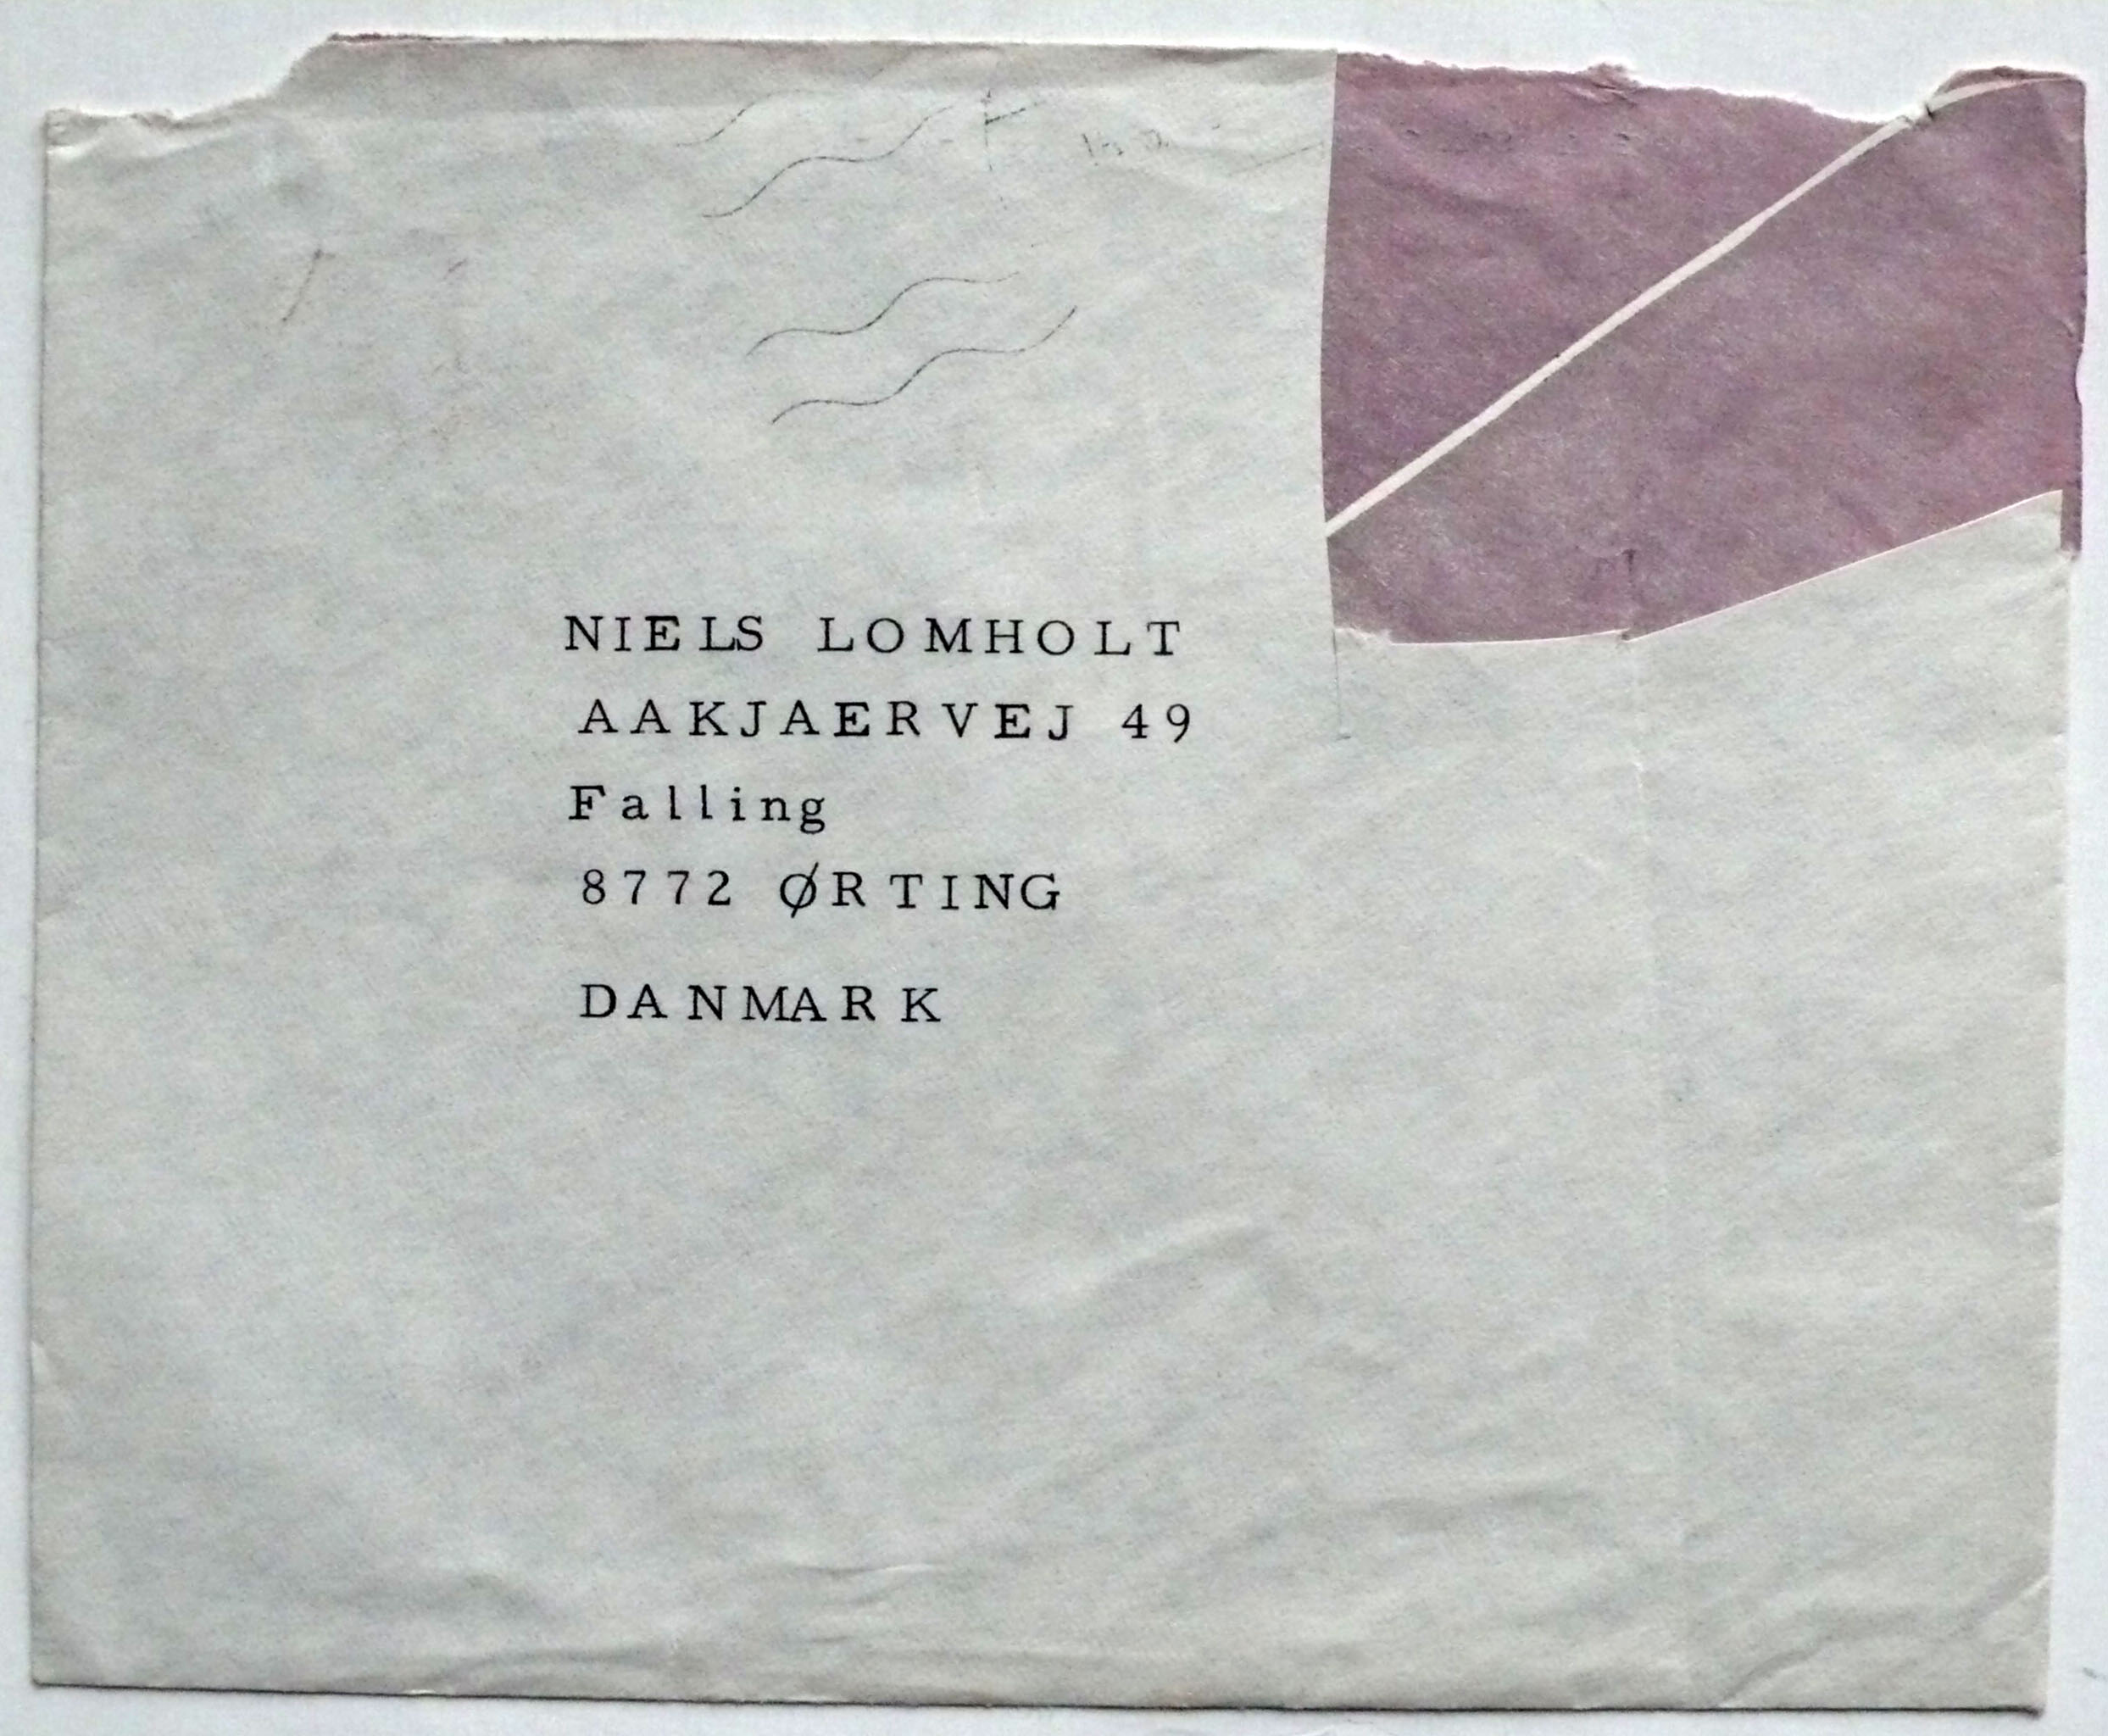 NIELS LOMHOLT
AAKJAERVEJ 49
Falling
8772 ØRTING
DANMARK